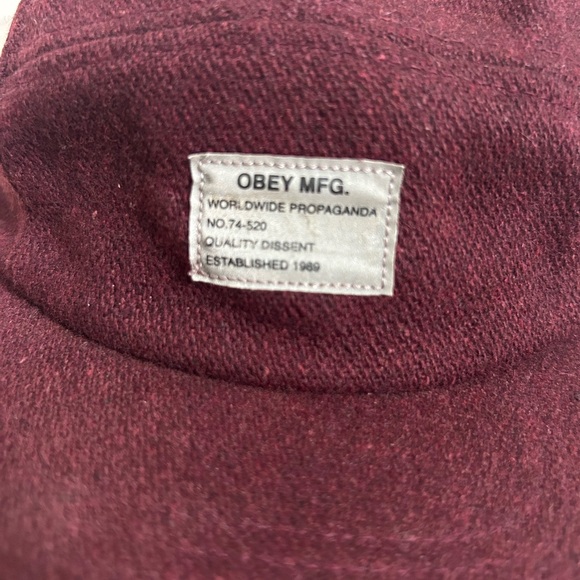 OBEY MFG.
WORLDWIDE PROPAGANDA
NO.74-520
QUALITY DISSENT
ESTABLISHED 1989